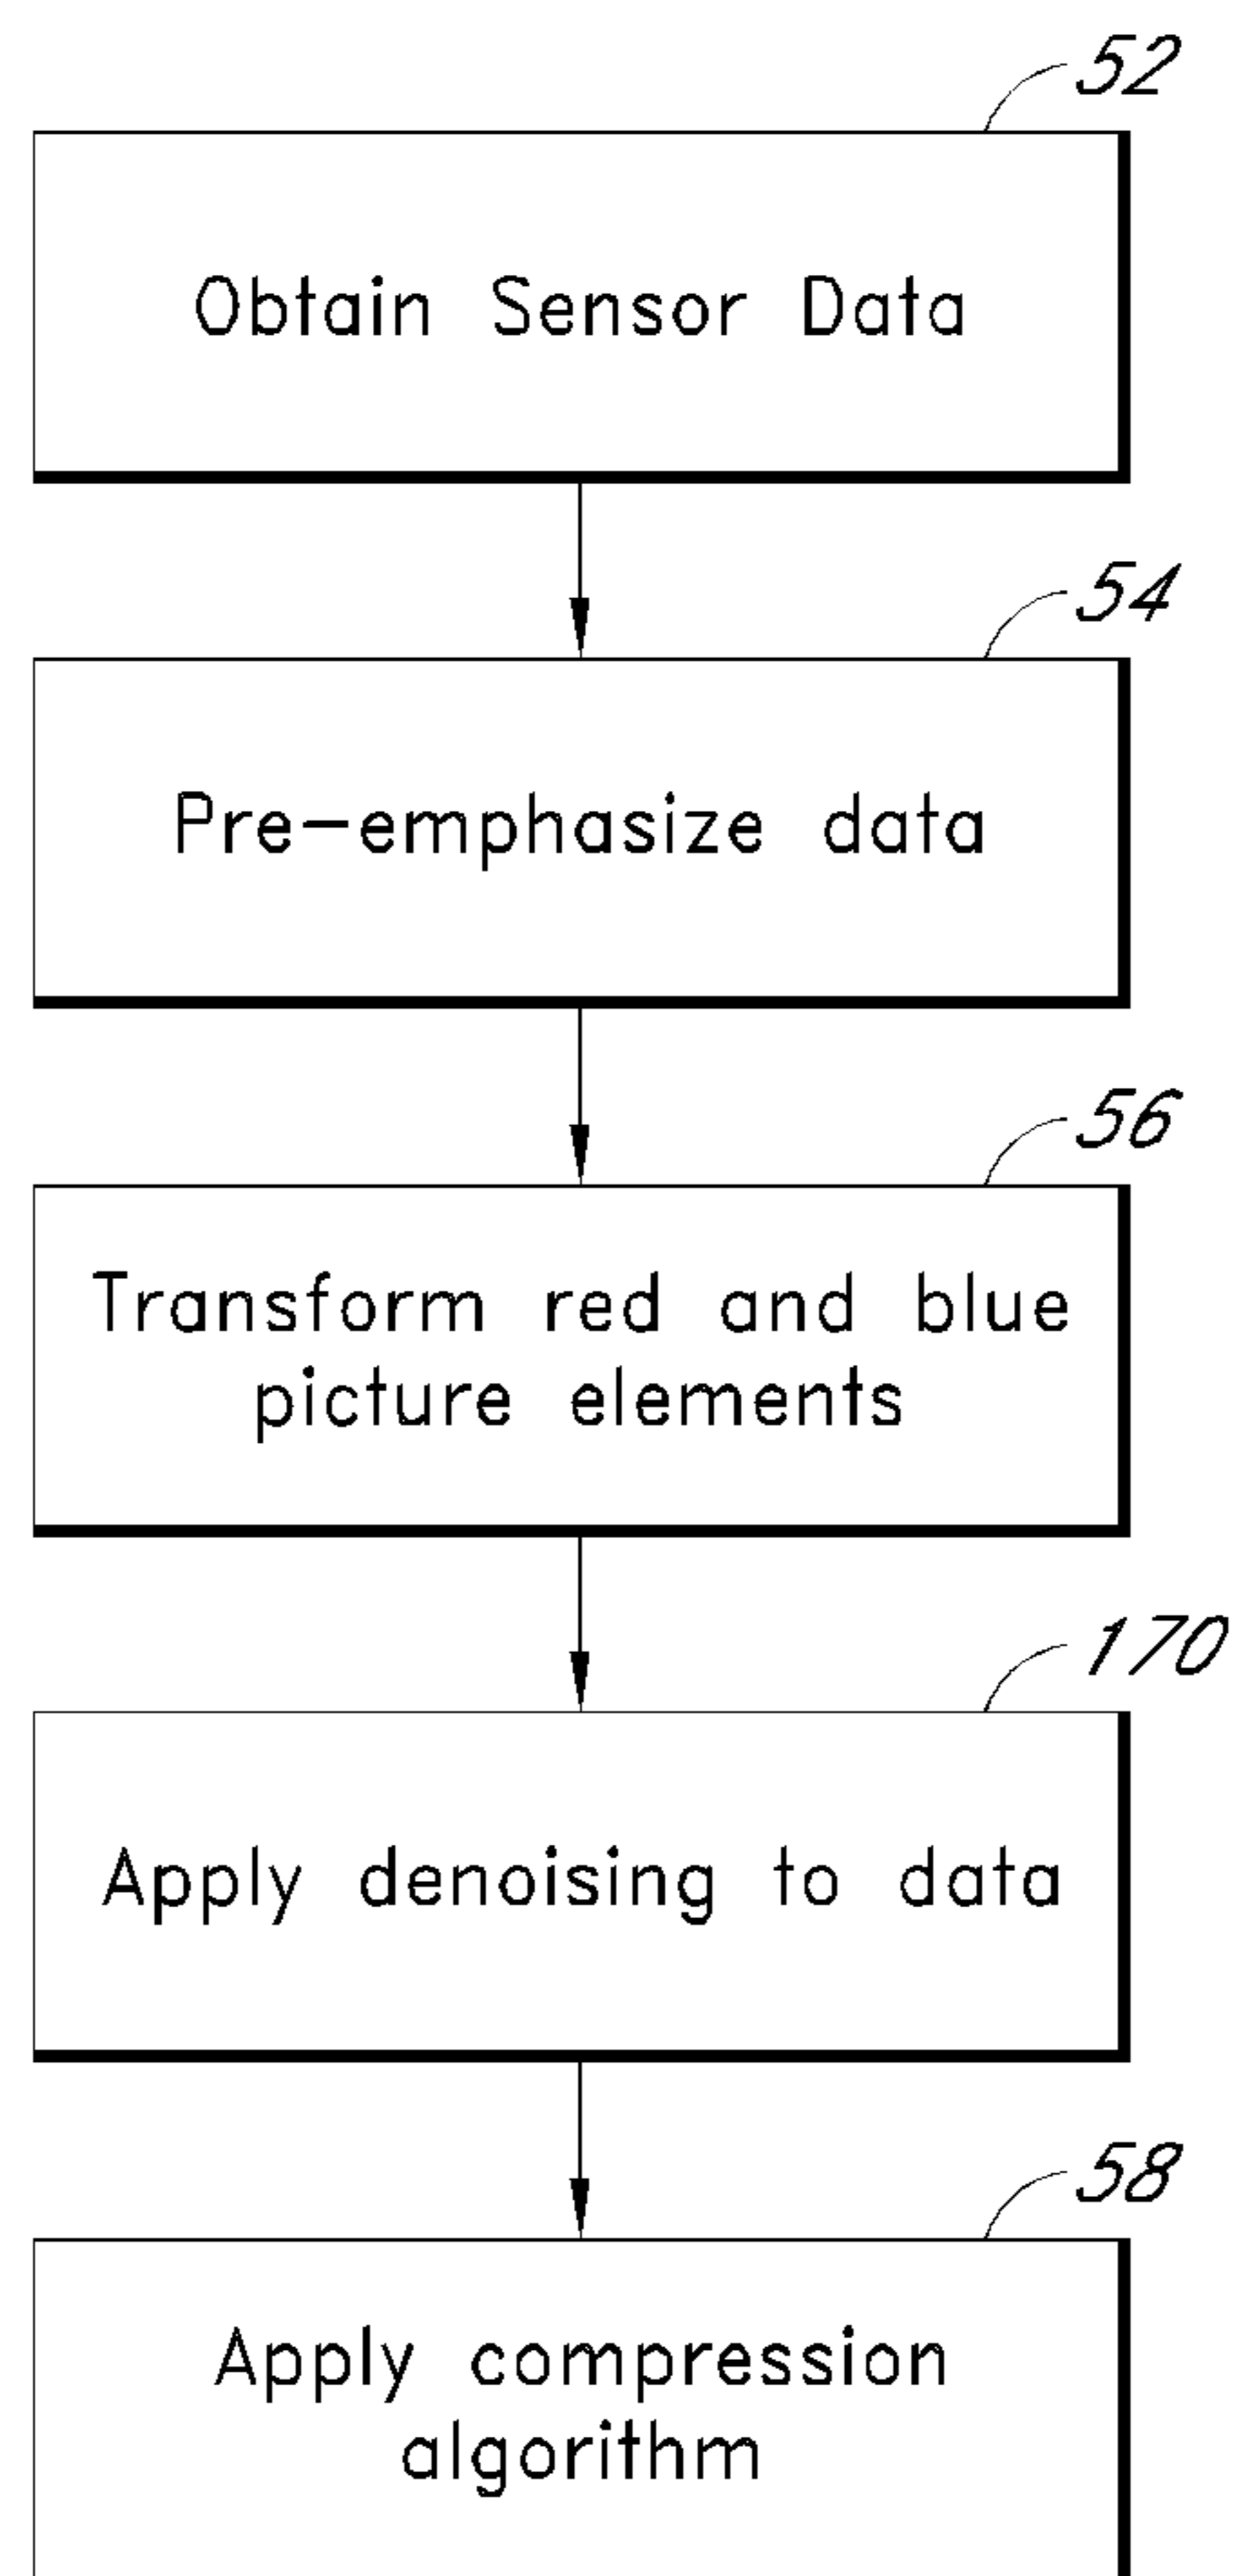 52
Obtain Sensor Data
54
Pre-emphasize data
56
Transform red and blue
picture elements
170
Apply denoising to data
58
Apply compression
algorithm